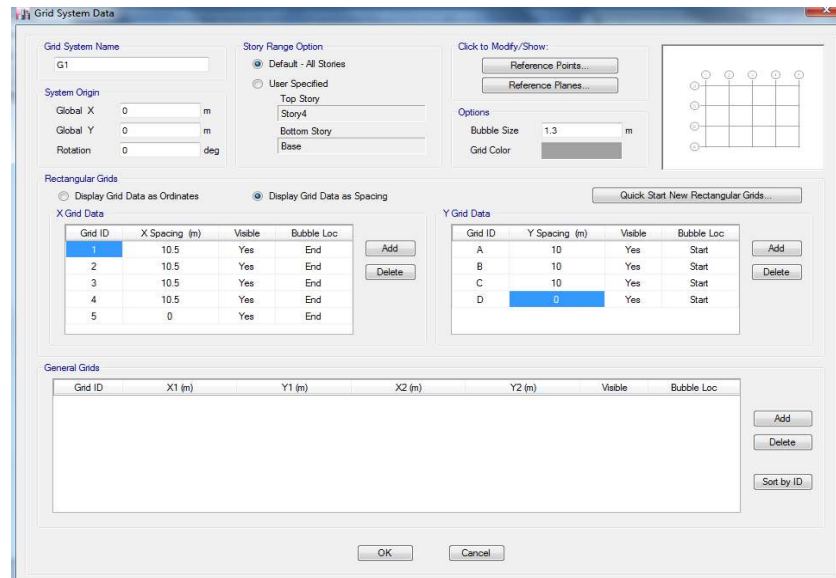 Grid System Data
Grid System Name
G1
System Origin
Global X 0 m
Global Y 0 m
Rotation 0 deg
Story Range Option
Default - All Stories
User Specified
Top Story
Story4
Bottom Story
Base
Click to Modify/Show:
Reference Points...
Reference Planes...
Options
Bubble Size 1.3 m
Grid Color
Rectangular Grids
Display Grid Data as Ordinates Display Grid Data as Spacing Quick Start New Rectangular Grids...
X Grid Data
Grid ID X Spacing (m) Visible Bubble Loc
1 10.5 Yes End
2 10.5 Yes End
3 10.5 Yes End
4 10.5 Yes End
5 0 Yes End
Add
Delete
Y Grid Data
Grid ID Y Spacing (m) Visible Bubble Loc
A 10 Yes Start
B 10 Yes Start
C 10 Yes Start
D 0 Yes Start
Add
Delete
General Grids
Grid ID X1 (m) Y1 (m) X2 (m) Y2 (m) Visible Bubble Loc
Add
Delete
Sort by ID
OK Cancel